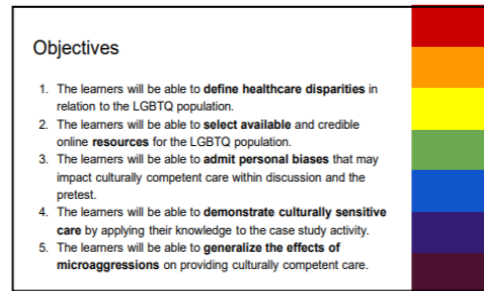 Objectives
1. The learners will be able to define healthcare disparities in
relation to the LGBTQ population.
2. The learners will be able to select available and credible
online resources for the LGBTQ population.
3. The learners will be able to admit personal biases that may
impact culturally competent care within discussion and the
pretest.
4. The learners will be able to demonstrate culturally sensitive
care by applying their knowledge to the case study activity.
5. The learners will be able to generalize the effects of
microaggressions on providing culturally competent care.